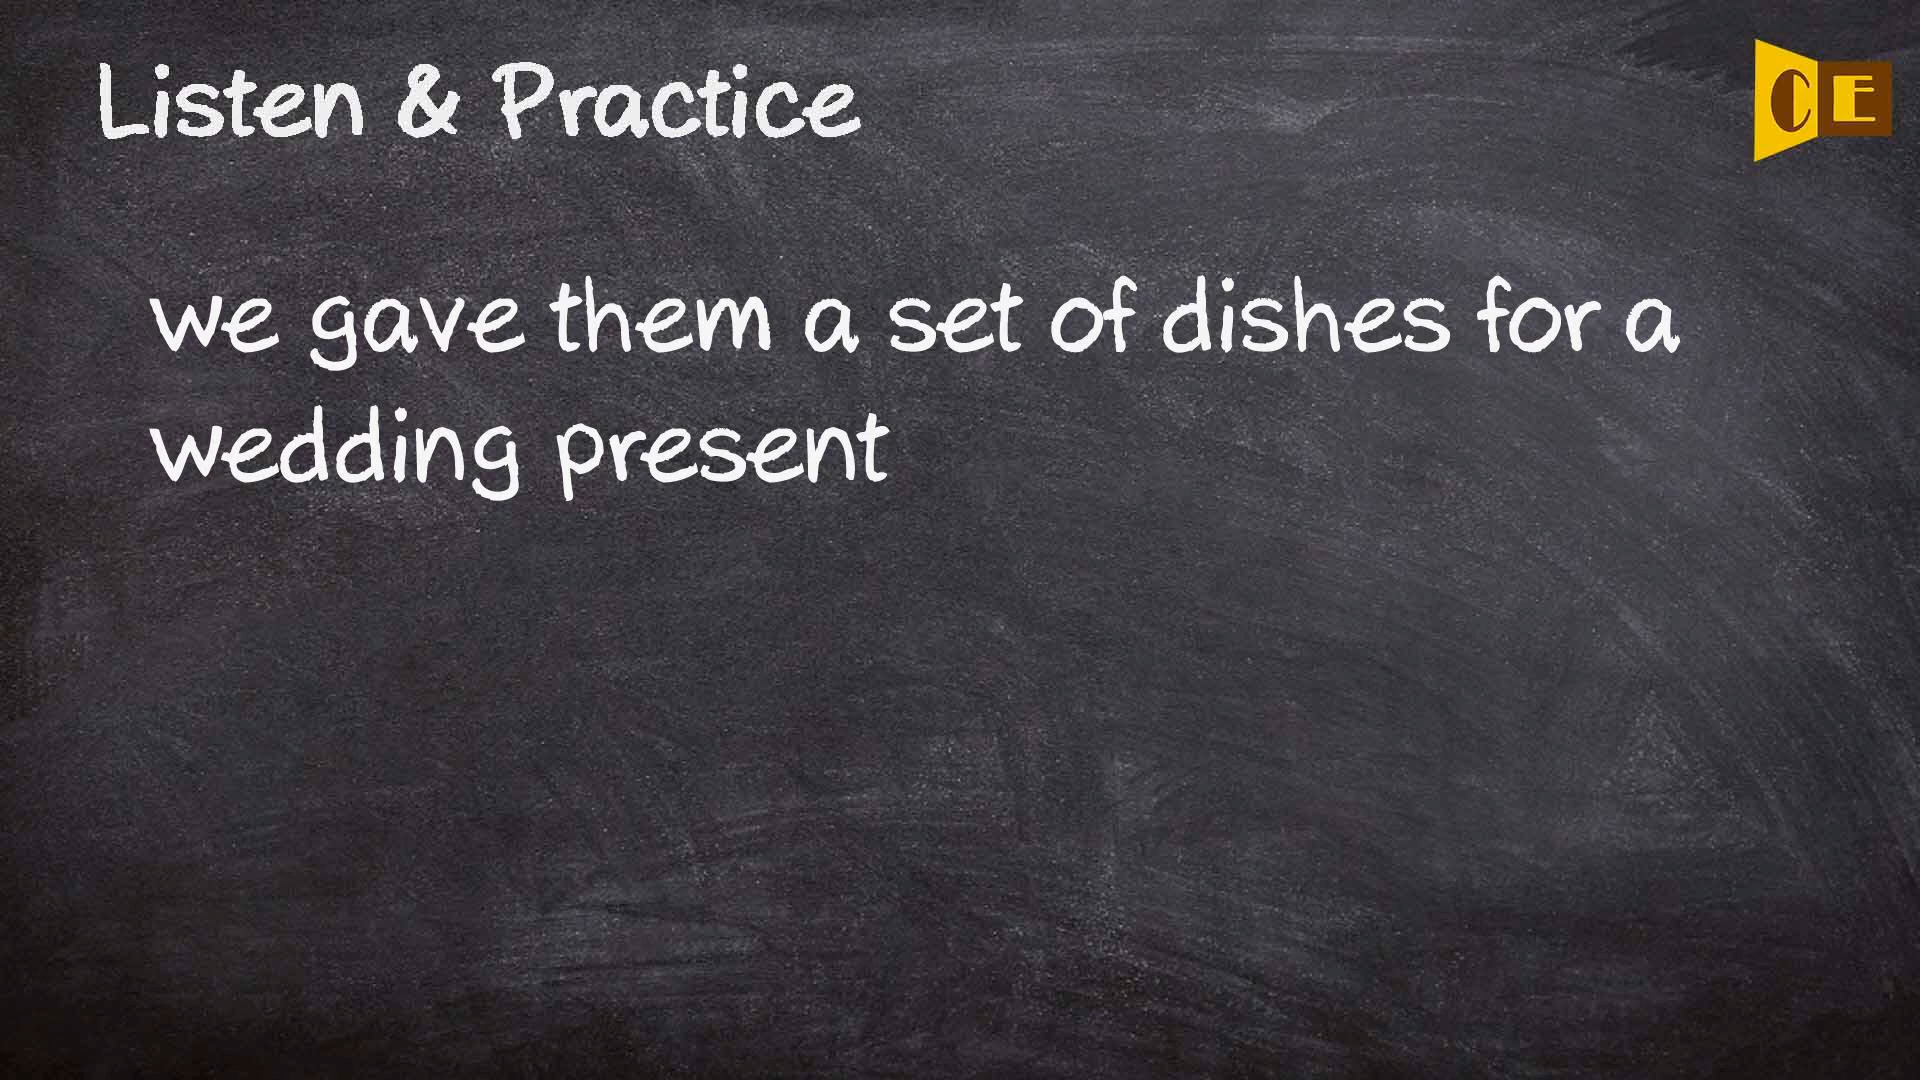 Listen & Practice
CE
we gave them a set of dishes for a
wedding present